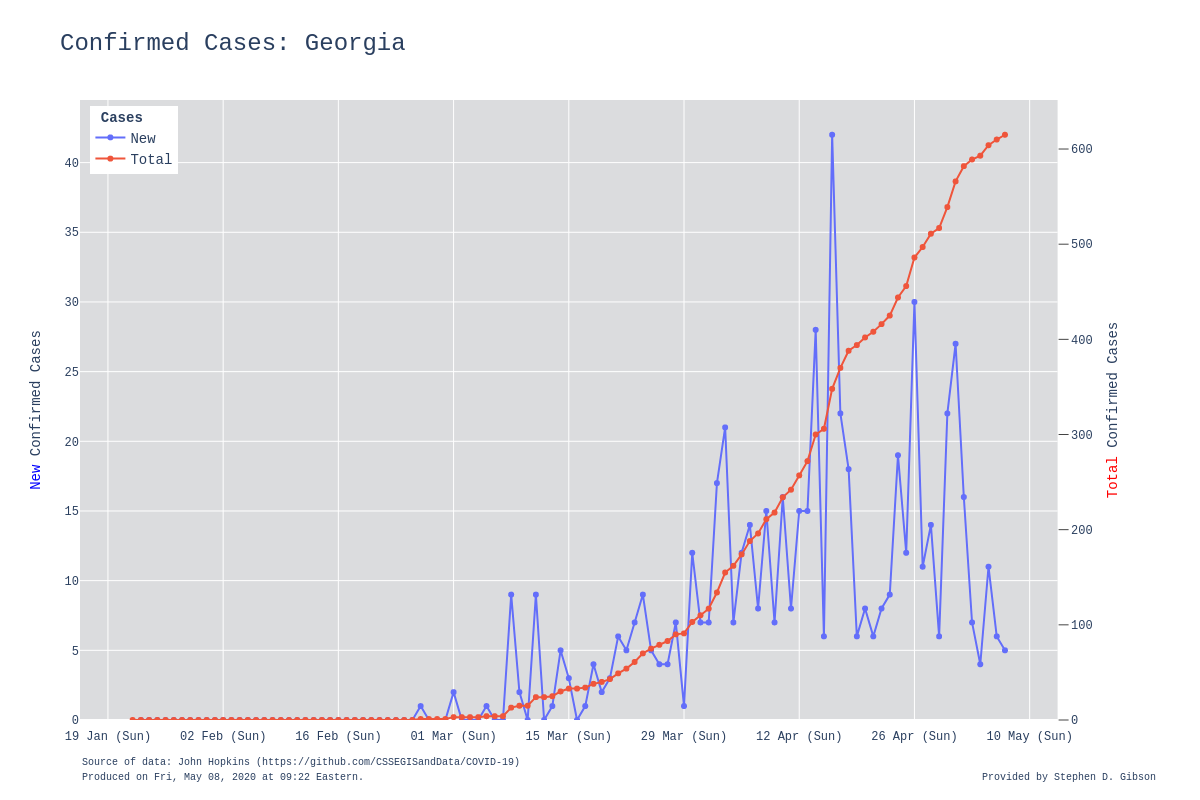 Confirmed Cases: Georgia
Cases
New
Total
40
35
30
25
20
15
10
5
0
600
500
400
300
200
100
0
New Confirmed Cases
Total Confirmed Cases
19 Jan (Sun) 02 Feb (Sun) 16 Feb (Sun) 01 Mar (Sun) 15 Mar (Sun) 29 Mar (Sun) 12 Apr (Sun) 26 Apr (Sun) 10 May (Sun)
Source of data: John Hopkins (https://github.com/CSSEGISandData/COVID-19)
Produced on Fri, May 08, 2020 at 09:22 Eastern.
Provided by Stephen D. Gibson